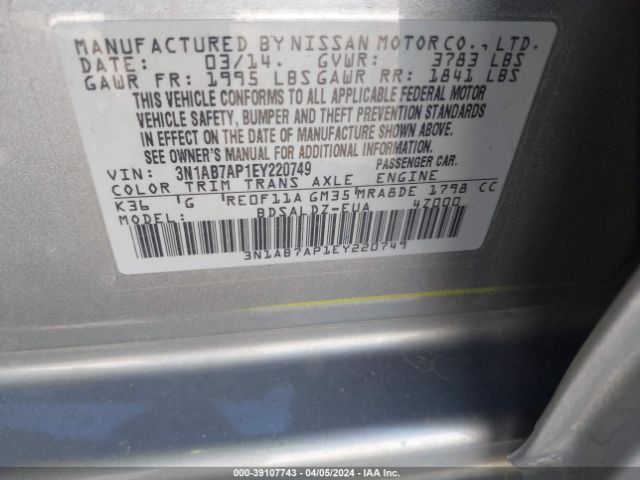 MANUFACTURED BY NISSAN MOTOR CO., LTD.
DATE: 03/14. GVWR: 3783 LBS
GAWR FR: 1995 LBS GAWR RR: 1841 LBS
THIS VEHICLE CONFORMS TO ALL APPLICABLE FEDERAL MOTOR
VEHICLE SAFETY, BUMPER AND THEFT PREVENTION STANDARDS
IN EFFECT ON THE DATE OF MANUFACTURE SHOWN ABOVE.
SEE OWNER'S MANUAL FOR ADDITIONAL INFORMATION.
VIN: 3N1AB7AP1EY220749 PASSENGER CAR.
COLOR TRIM TRANS AXLE ENGINE
K36 G RE0F11A GM35 MRA8DE 1798 CC
MODEL: BDSALDZ-EUA 4Z000
3N1AB7AP1EY220749
000-39107743 / 04/05/2024 - IAA Inc.